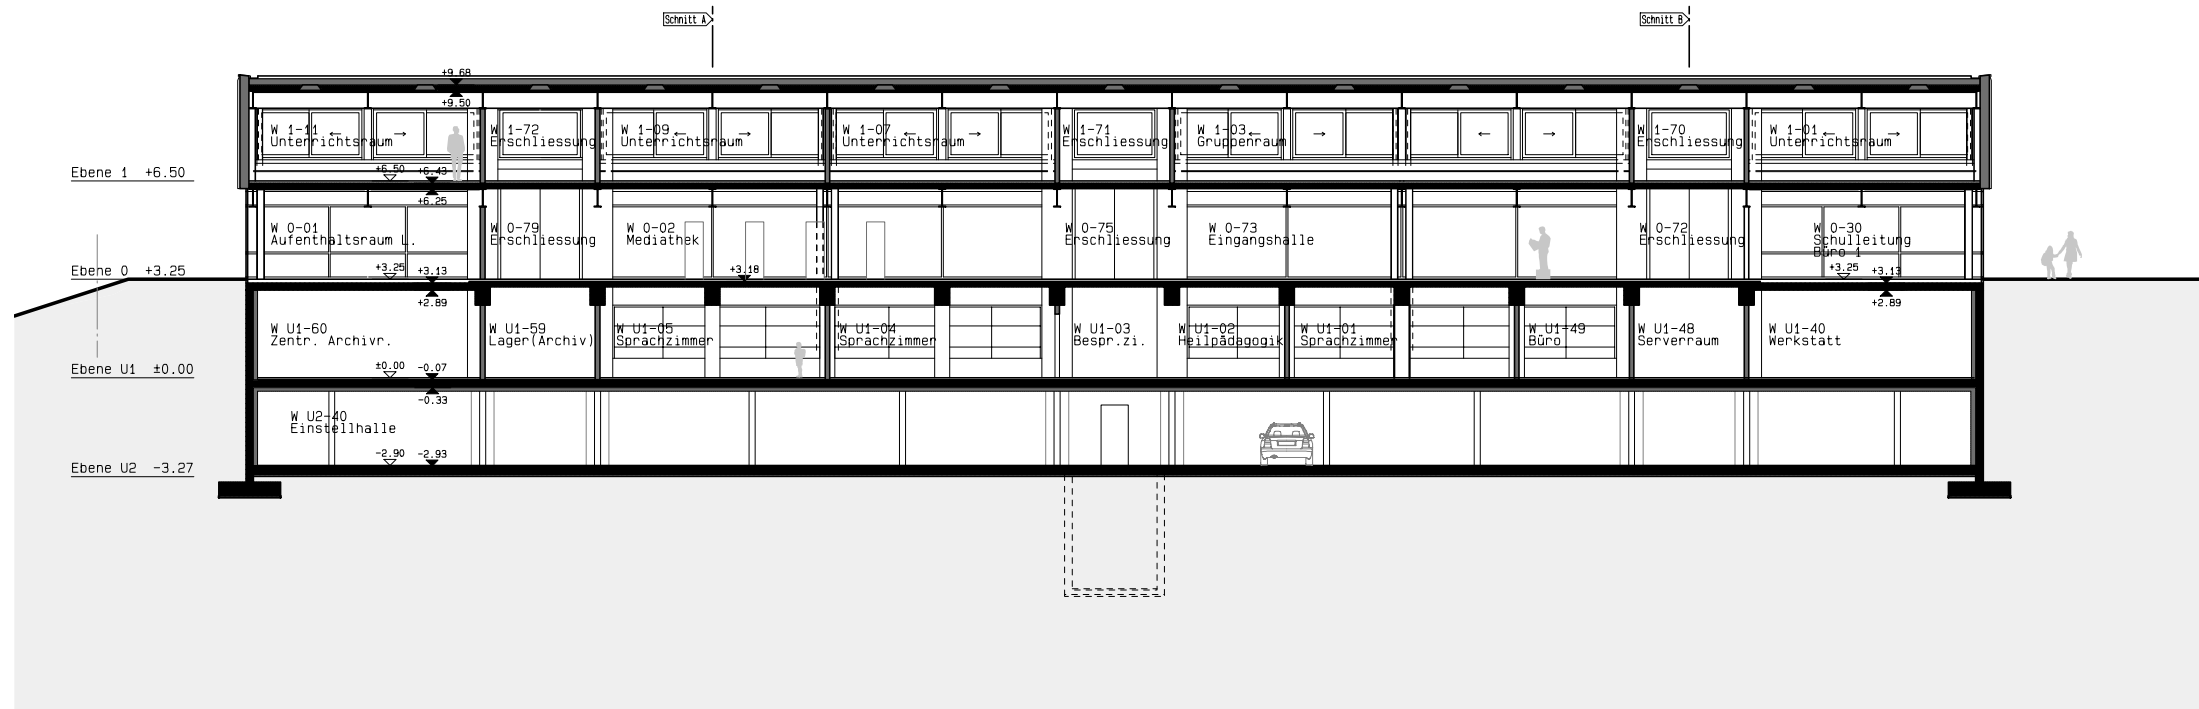 Schnitt A
Schnitt B
+9.68
+9.50
W 1-11
Unterrichtsraum
W 1-72
Erschliessung
W 1-09
Unterrichtsraum
W 1-07
Unterrichtsraum
W 1-71
Erschliessung
W 1-03
Gruppenraum
W 1-70
Erschliessung
W 1-01
Unterrichtsraum
Ebene 1 +6.50
+6.50
+6.43
+6.25
W 0-01
Aufenthaltsraum L.
W 0-79
Erschliessung
W 0-02
Mediathek
W 0-75
Erschliessung
W 0-73
Eingangshalle
W 0-72
Erschliessung
W 0-30
Schulleitung
Büro 1
Ebene 0 +3.25
+3.25
+3.13
+3.18
+3.25
+3.13
+2.89
+2.89
W U1-60
Zentr. Archivr.
W U1-59
Lager(Archiv)
W U1-05
Sprachzimmer
W U1-04
Sprachzimmer
W U1-03
Bespr.zi.
W U1-02
Heilpädagogik
W U1-01
Sprachzimmer
W U1-49
Büro
W U1-48
Serverraum
W U1-40
Werkstatt
Ebene U1 ±0.00
±0.00
-0.07
-0.33
W U2-40
Einstellhalle
-2.90
-2.93
Ebene U2 -3.27